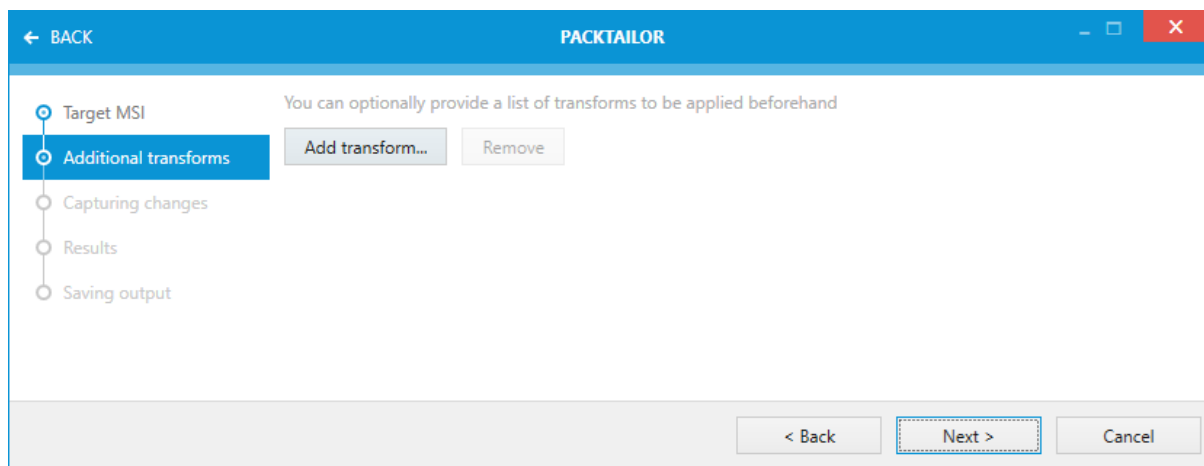 ← BACK
PACKTAILOR
Target MSI
Additional transforms
Capturing changes
Results
Saving output
You can optionally provide a list of transforms to be applied beforehand
Add transform... Remove
< Back Next > Cancel